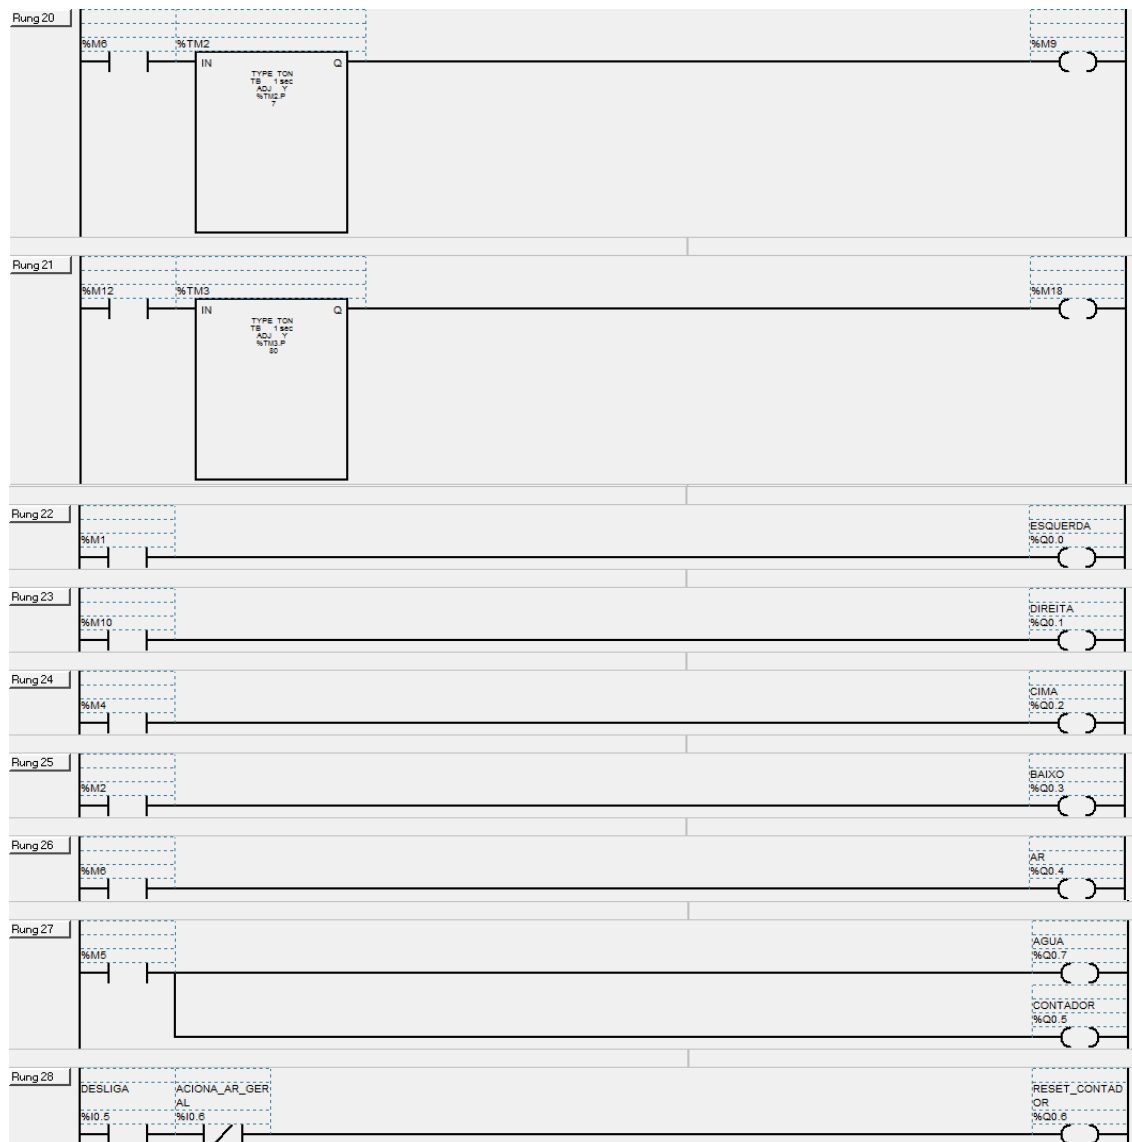 Rung 20
%M6 %TM2 %M9
IN Q
TYPE TON
TB 1 sec
ADJ Y
%TM2.P
7
Rung 21
%M12 %TM3 %M18
IN Q
TYPE TON
TB 1 sec
ADJ Y
%TM3.P
80
Rung 22
ESQUERDA
%M1 %Q0.0
Rung 23
DIREITA
%M10 %Q0.1
Rung 24
CIMA
%M4 %Q0.2
Rung 25
BAIXO
%M2 %Q0.3
Rung 26
AR
%M6 %Q0.4
Rung 27
AGUA
%M5 %Q0.7
CONTADOR
%Q0.5
Rung 28
DESLIGA ACIONA_AR_GER RESET_CONTAD
AL OR
%I0.5 %I0.6 %Q0.6